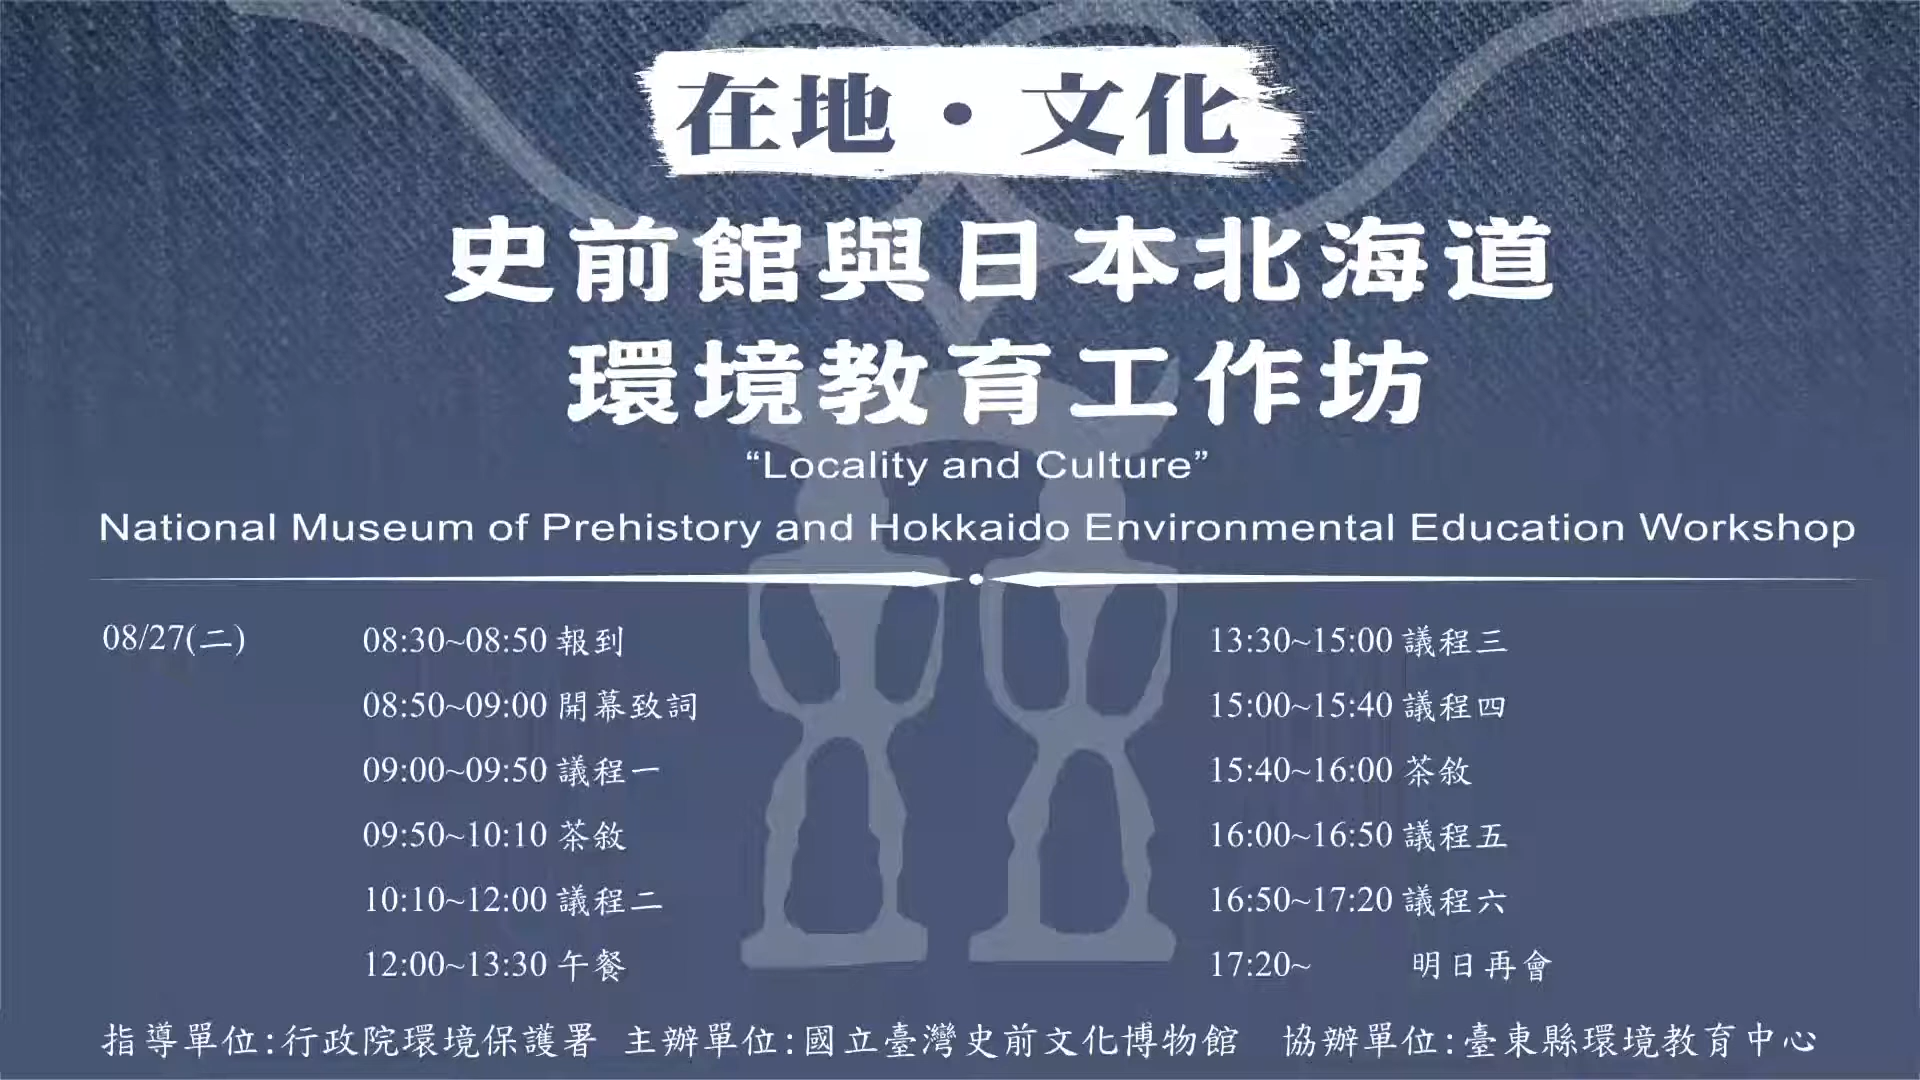 在地・文化
史前館與日本北海道
環境教育工作坊
“Locality and Culture”
National Museum of Prehistory and Hokkaido Environmental Education Workshop
08/27(二)
08:30~08:50 報到
08:50~09:00 開幕致詞
09:00~09:50 議程一
09:50~10:10 茶敘
10:10~12:00 議程二
12:00~13:30 午餐
13:30~15:00 議程三
15:00~15:40 議程四
15:40~16:00 茶敘
16:00~16:50 議程五
16:50~17:20 議程六
17:20~ 明日再會
指導單位:行政院環境保護署 主辦單位:國立臺灣史前文化博物館 協辦單位:臺東縣環境教育中心